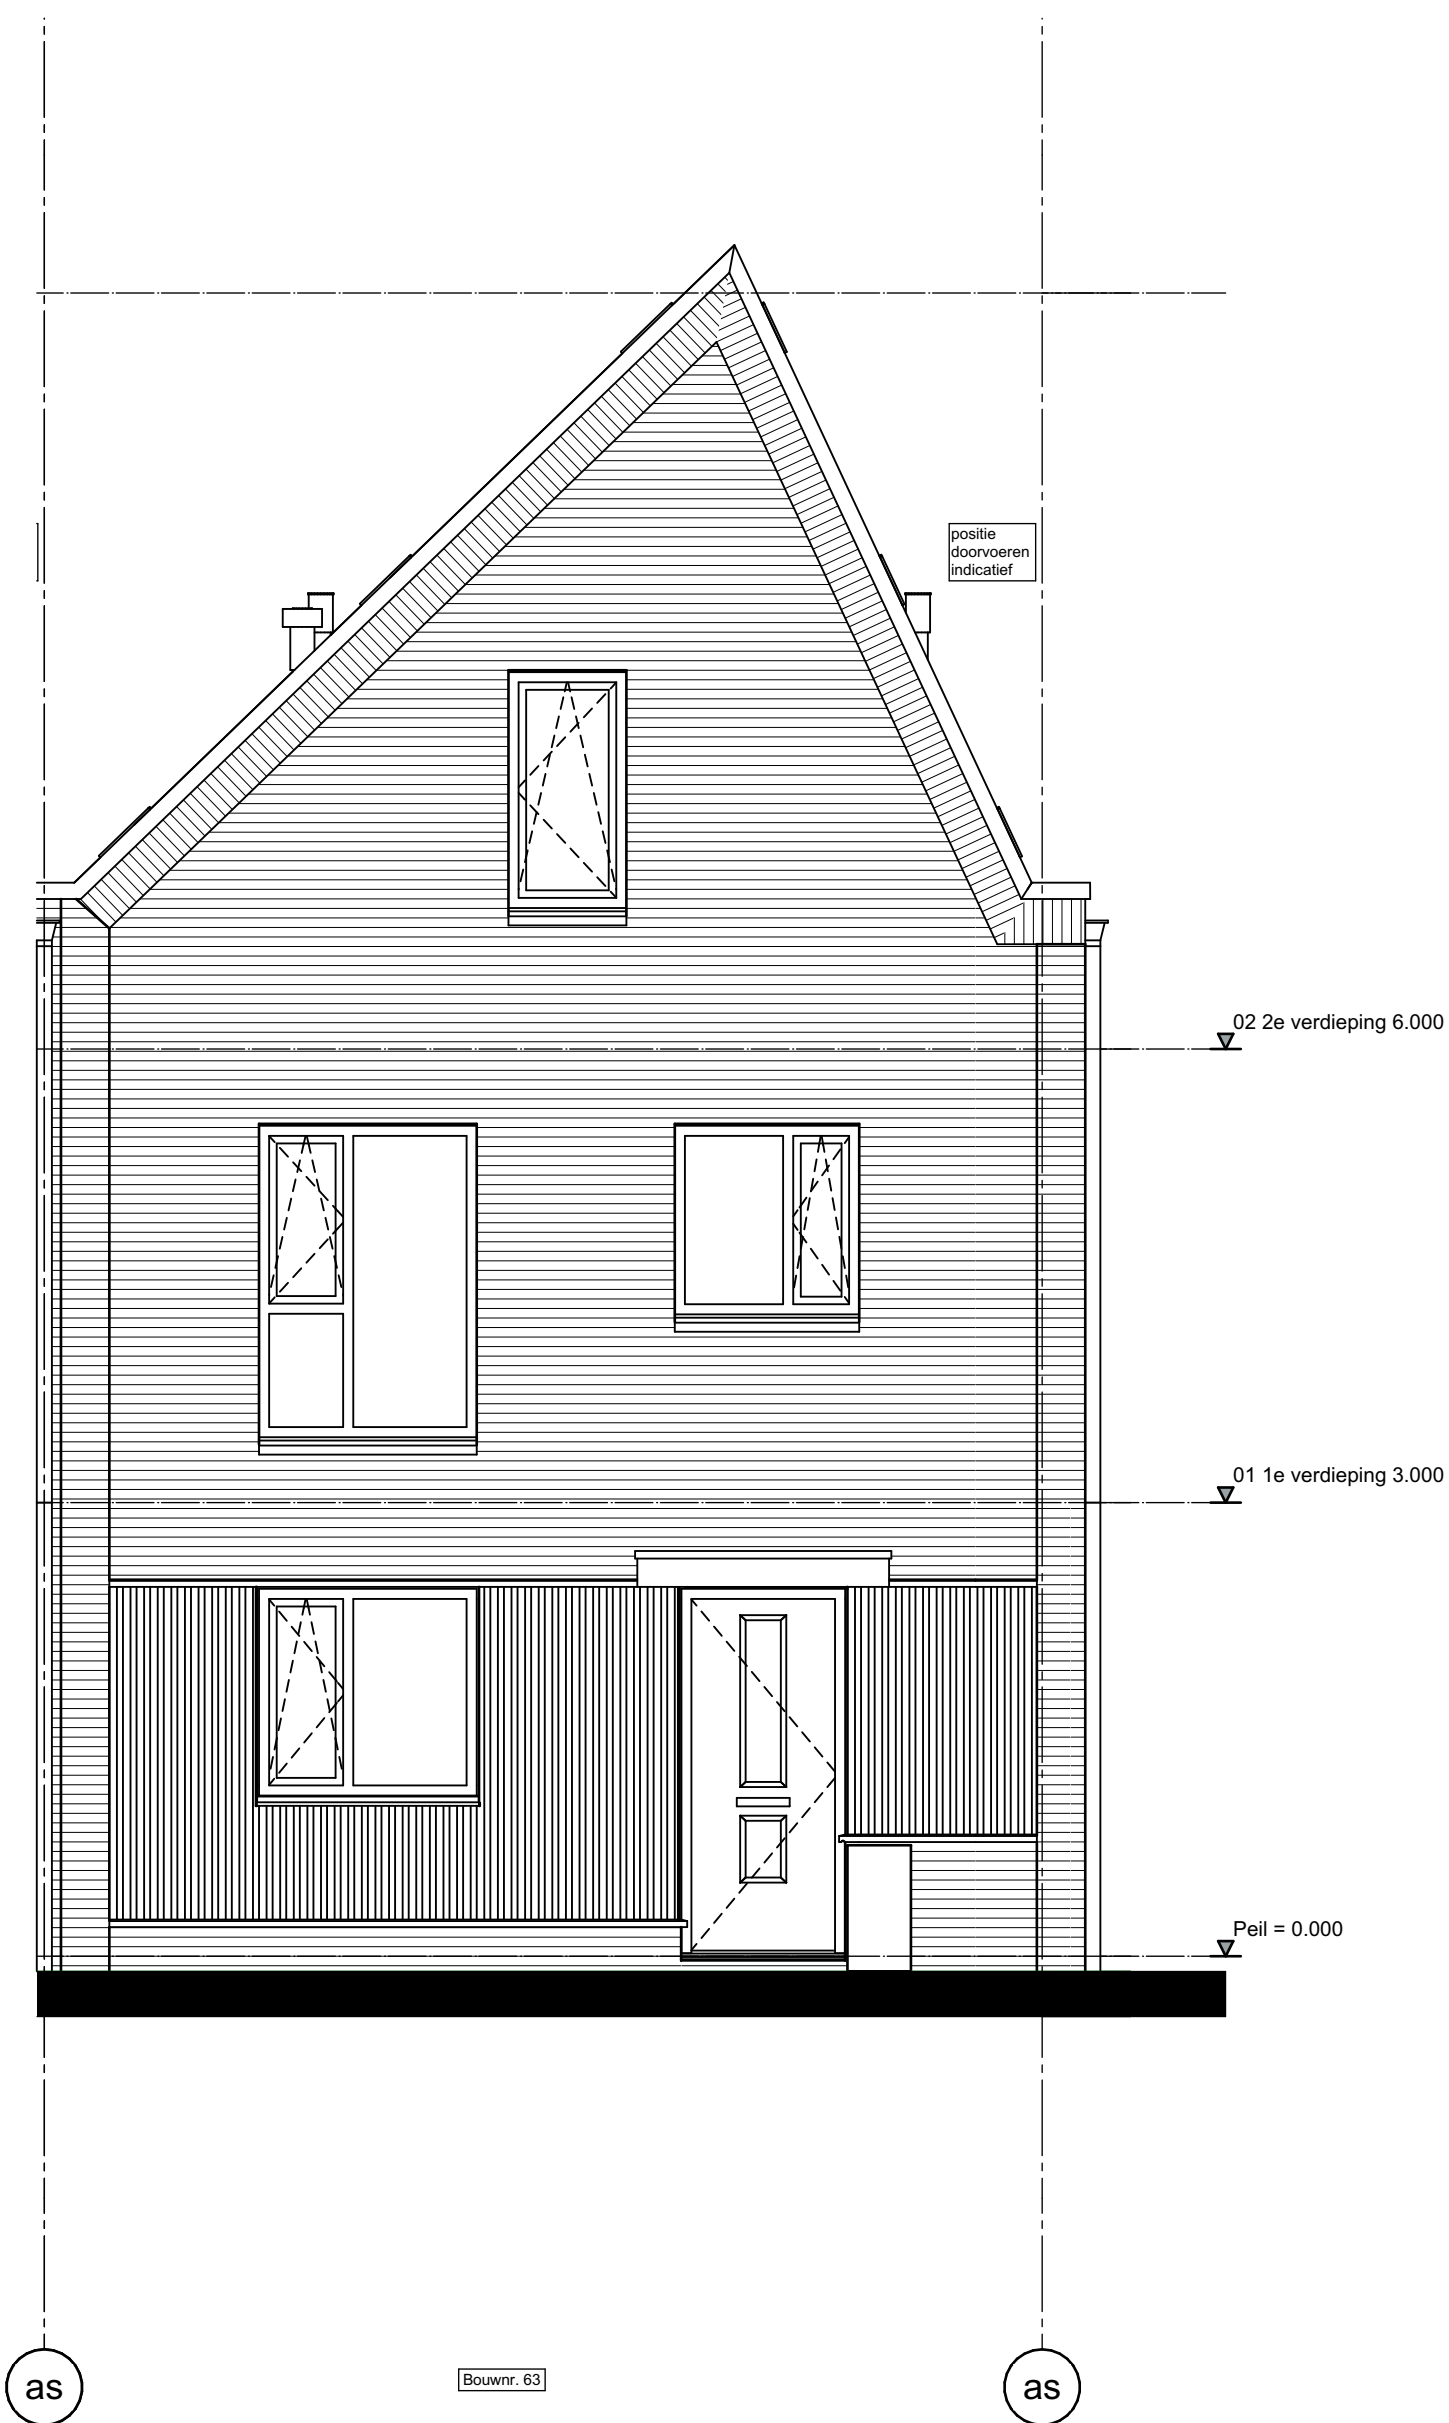 positie
doorvoeren
indicatief
02 2e verdieping 6.000
01 1e verdieping 3.000
Peil = 0.000
as
Bouwnr. 63
as